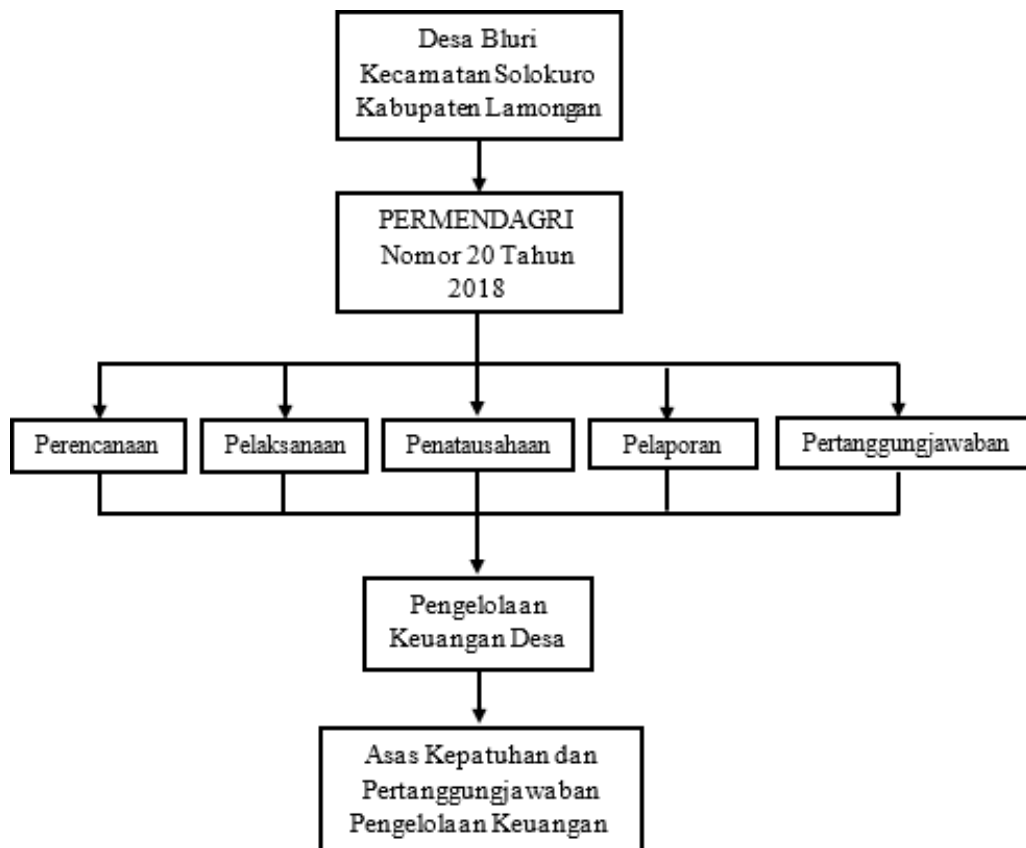 Desa Bluri
Kecamatan Solokuro
Kabupaten Lamongan
PERMENDAGRI
Nomor 20 Tahun
2018
Perencanaan
Pelaksanaan
Penatausahaan
Pelaporan
Pertanggungjawaban
Pengelolaan
Keuangan Desa
Asas Kepatuhan dan
Pertanggungjawaban
Pengelolaan Keuangan